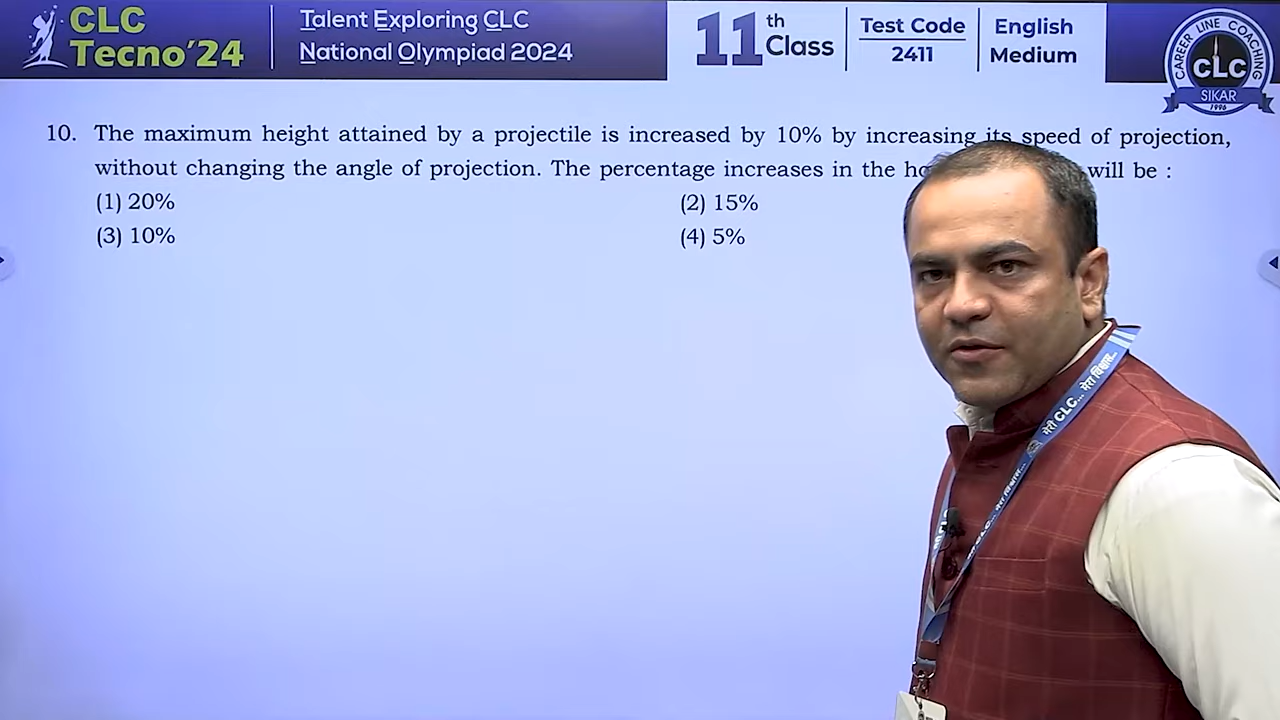 CLC
Tecno'24
Talent Exploring CLC
National Olympiad 2024
11th Class
Test Code
2411
English
Medium
CAREER LINE COACHING
CLC
SIKAR
1996
10. The maximum height attained by a projectile is increased by 10% by increasing its speed of projection,
without changing the angle of projection. The percentage increases in the will be :
(1) 20%
(2) 15%
(3) 10%
(4) 5%
मेरी CLC... मेरा विश्वास..